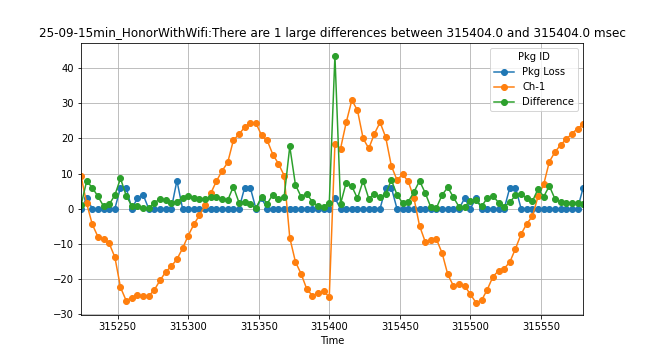 25-09-15min_HonorWithWifi:There are 1 large differences between 315404.0 and 315404.0 msec
Pkg ID
Pkg Loss
Ch-1
Difference
40
30
20
10
0
−10
−20
−30
315250 315300 315350 315400 315450 315500 315550
Time